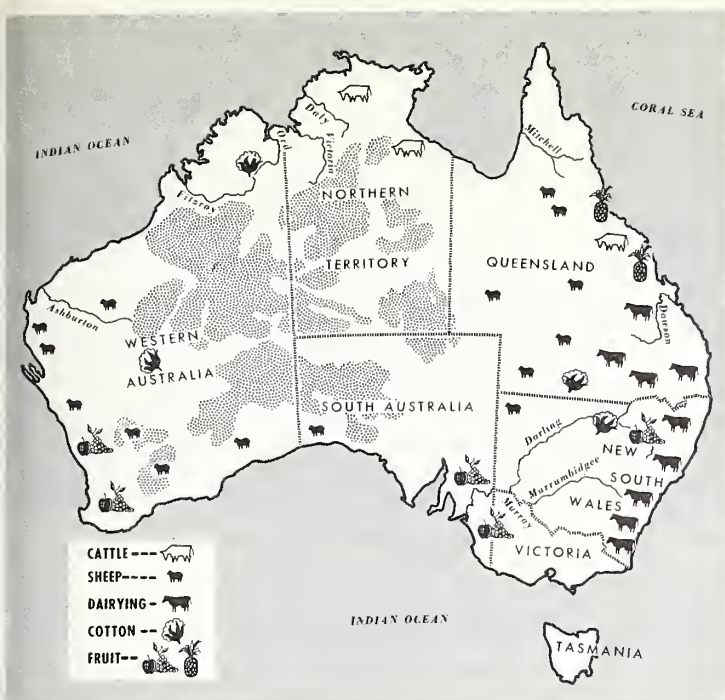 CORAL SEA
INDIAN OCEAN
Daly
Ord
Victoria
Mitchell
Fitzroy
NORTHERN
TERRITORY
QUEENSLAND
Ashburton
WESTERN
AUSTRALIA
Dawson
SOUTH AUSTRALIA
Darling
NEW
SOUTH
WALES
Murrumbidgee
Murray
VICTORIA
CATTLE ----
SHEEP----
DAIRYING -
COTTON --
FRUIT--
INDIAN OCEAN
TASMANIA